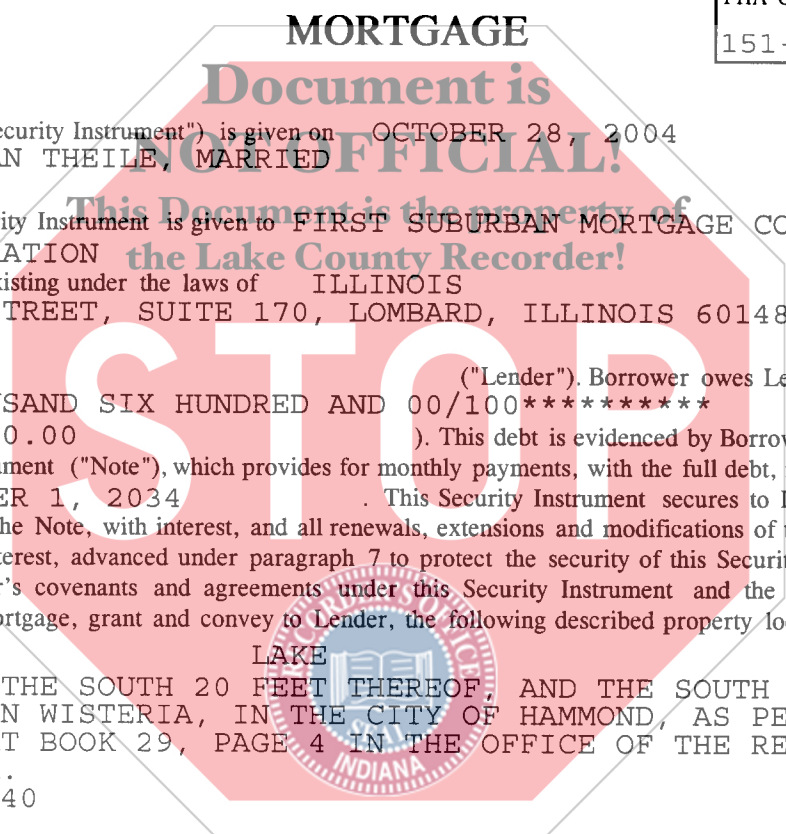 MORTGAGE
151-
Document is
ecurity Instrument") is given on OCTOBER 28, 2004
NOT OFFICIAL!
N THEILE, MARRIED
This Document is the property of
ity Instrument is given to FIRST SUBURBAN MORTGAGE CO
ATION
the Lake County Recorder!
xisting under the laws of ILLINOIS
TREET, SUITE 170, LOMBARD, ILLINOIS 60148
STOP
("Lender"). Borrower owes Le
SAND SIX HUNDRED AND 00/100**********
0.00 ). This debt is evidenced by Borrow
ument ("Note"), which provides for monthly payments, with the full debt,
ER 1, 2034 . This Security Instrument secures to
he Note, with interest, and all renewals, extensions and modifications of
terest, advanced under paragraph 7 to protect the security of this Securit
r's covenants and agreements under this Security Instrument and the
ortgage, grant and convey to Lender, the following described property lo
LAKE
RECORDER'S OFFICE
THE SOUTH 20 FEET THEREOF, AND THE SOUTH
N WISTERIA, IN THE CITY OF HAMMOND, AS PE
T BOOK 29, PAGE 4 IN THE OFFICE OF THE RE
SEAL
INDIANA
.
40